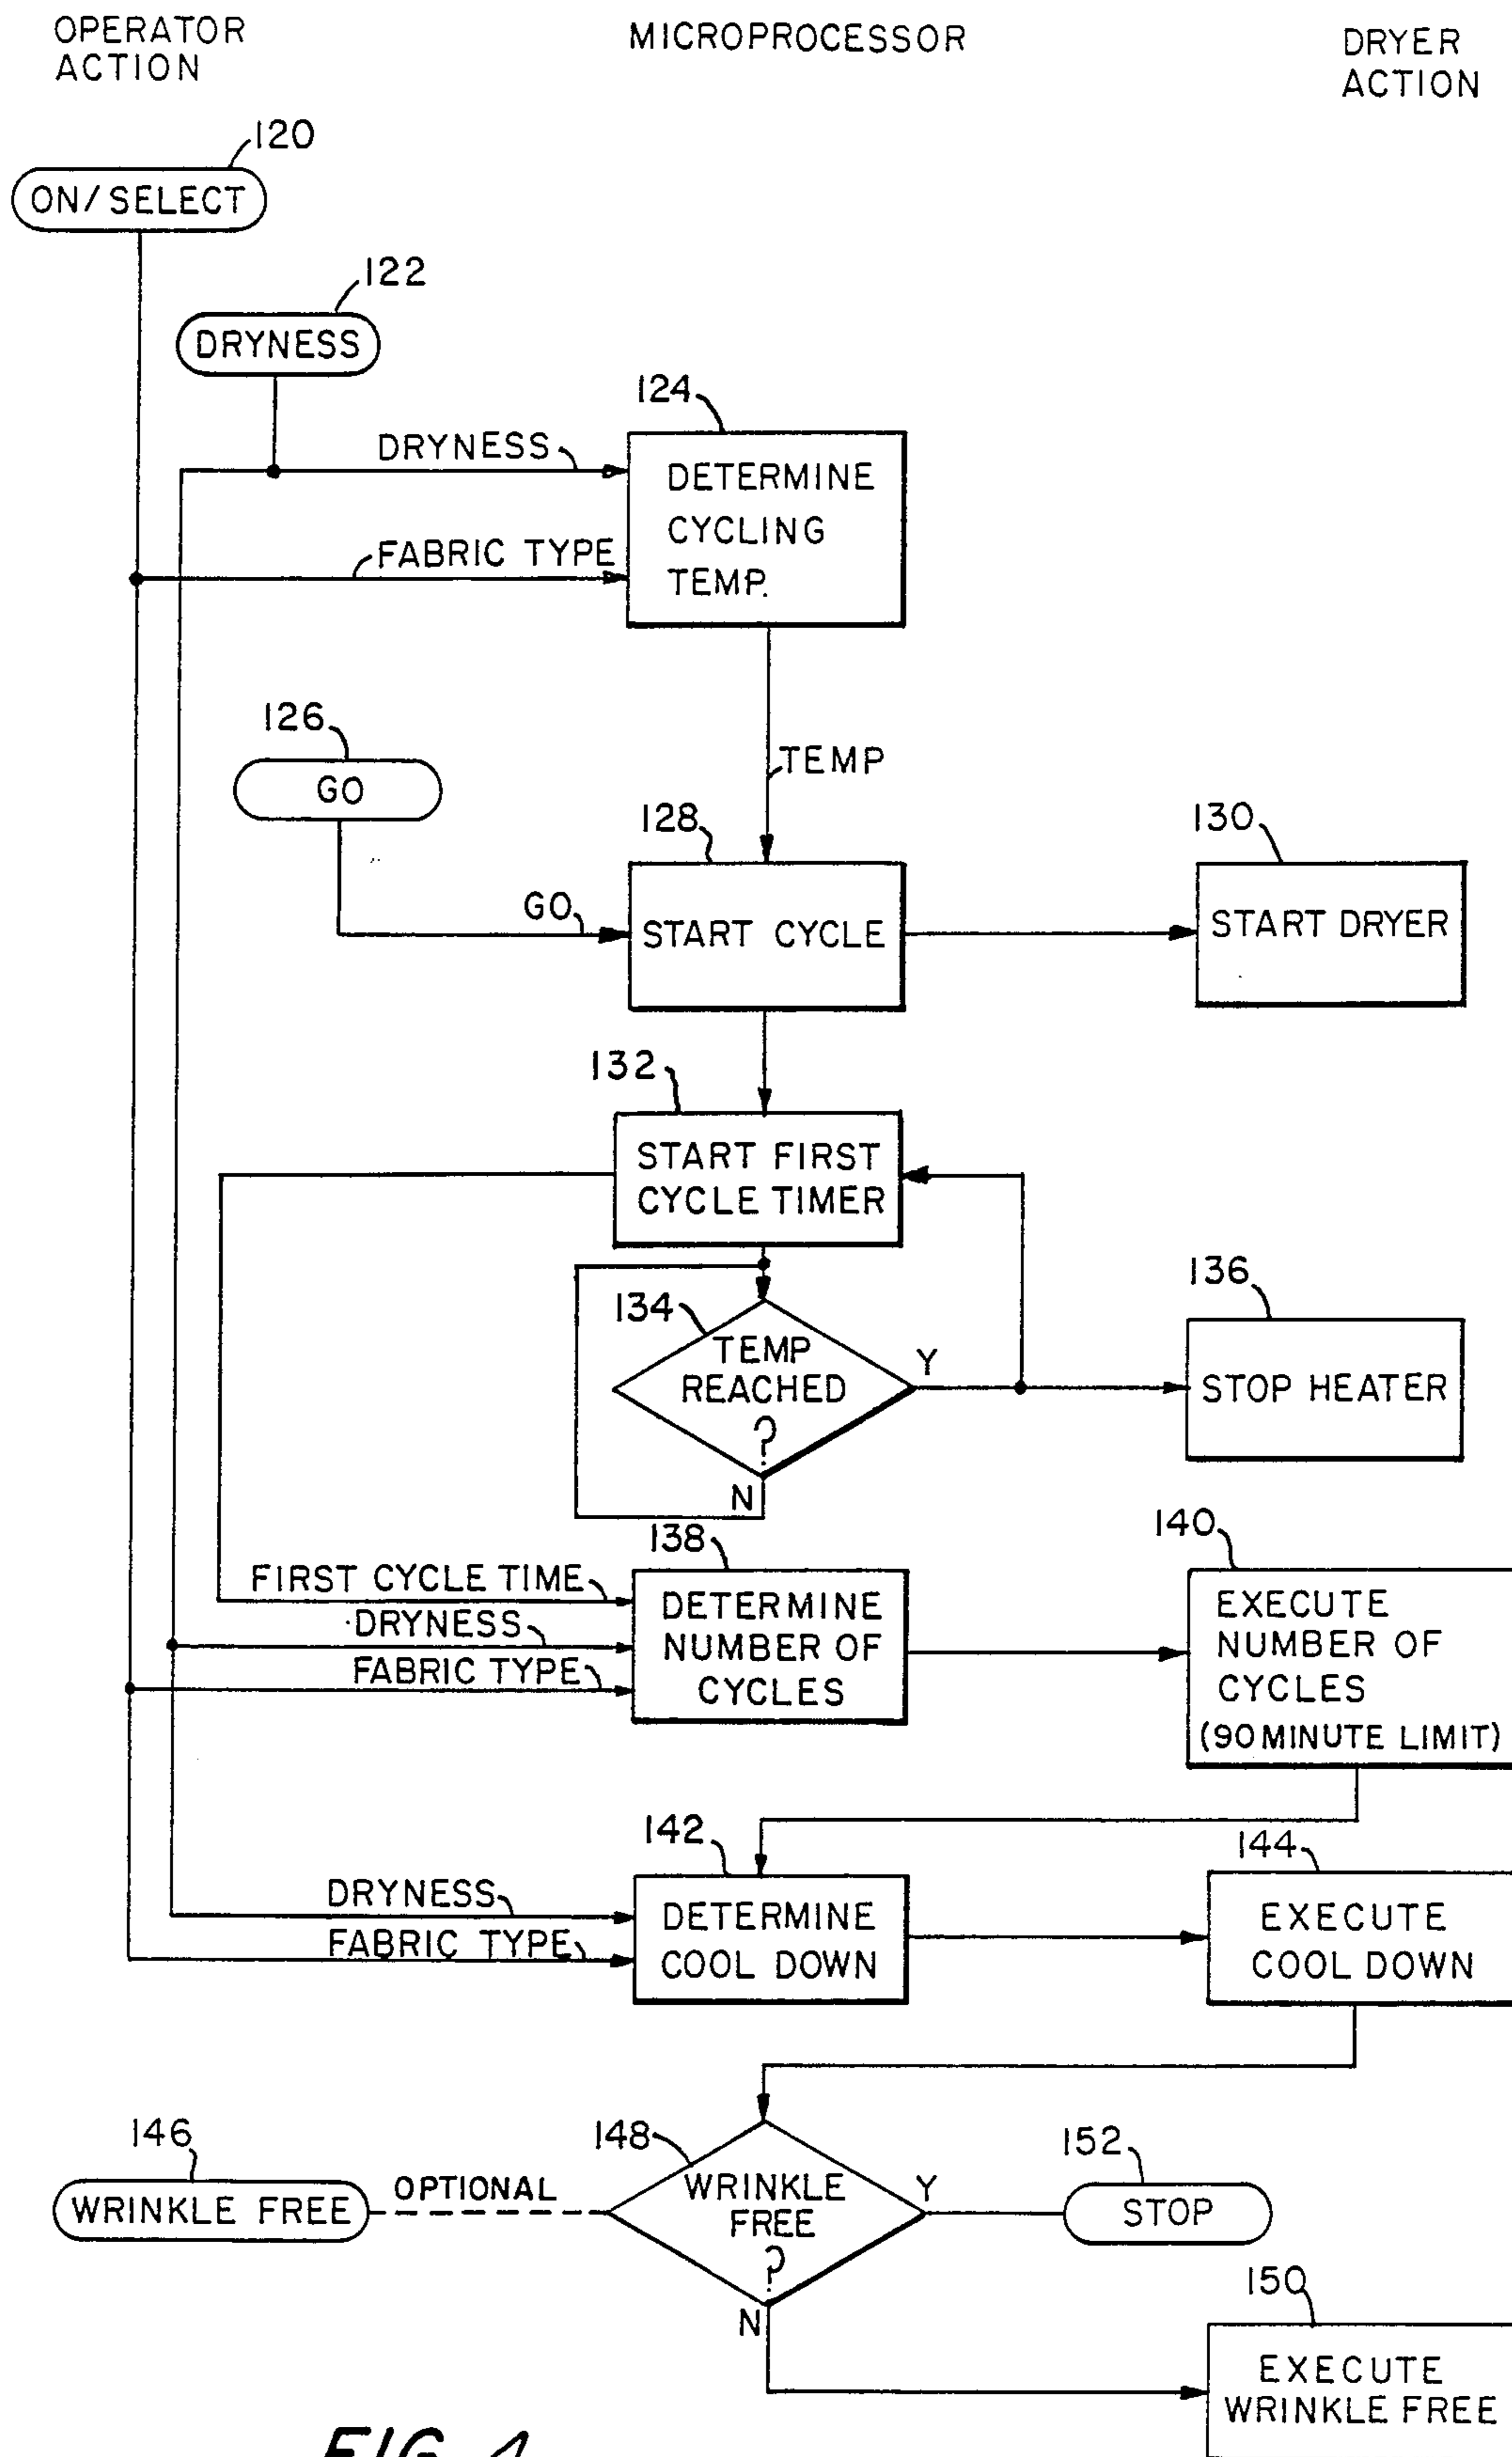 OPERATOR
ACTION
MICROPROCESSOR
DRYER
ACTION
120
ON/SELECT
122
DRYNESS
124
DRYNESS
DETERMINE
CYCLING
TEMP.
FABRIC TYPE
TEMP
126
GO
128
GO
START CYCLE
130
START DRYER
132
START FIRST
CYCLE TIMER
134
TEMP
REACHED
?
Y
N
136
STOP HEATER
138
FIRST CYCLE TIME
DRYNESS
FABRIC TYPE
DETERMINE
NUMBER OF
CYCLES
140
EXECUTE
NUMBER OF
CYCLES
(90 MINUTE LIMIT)
142
DRYNESS
FABRIC TYPE
DETERMINE
COOL DOWN
144
EXECUTE
COOL DOWN
146
WRINKLE FREE
OPTIONAL
148
WRINKLE
FREE
?
Y
N
152
STOP
150
EXECUTE
WRINKLE FREE
FIG. 4